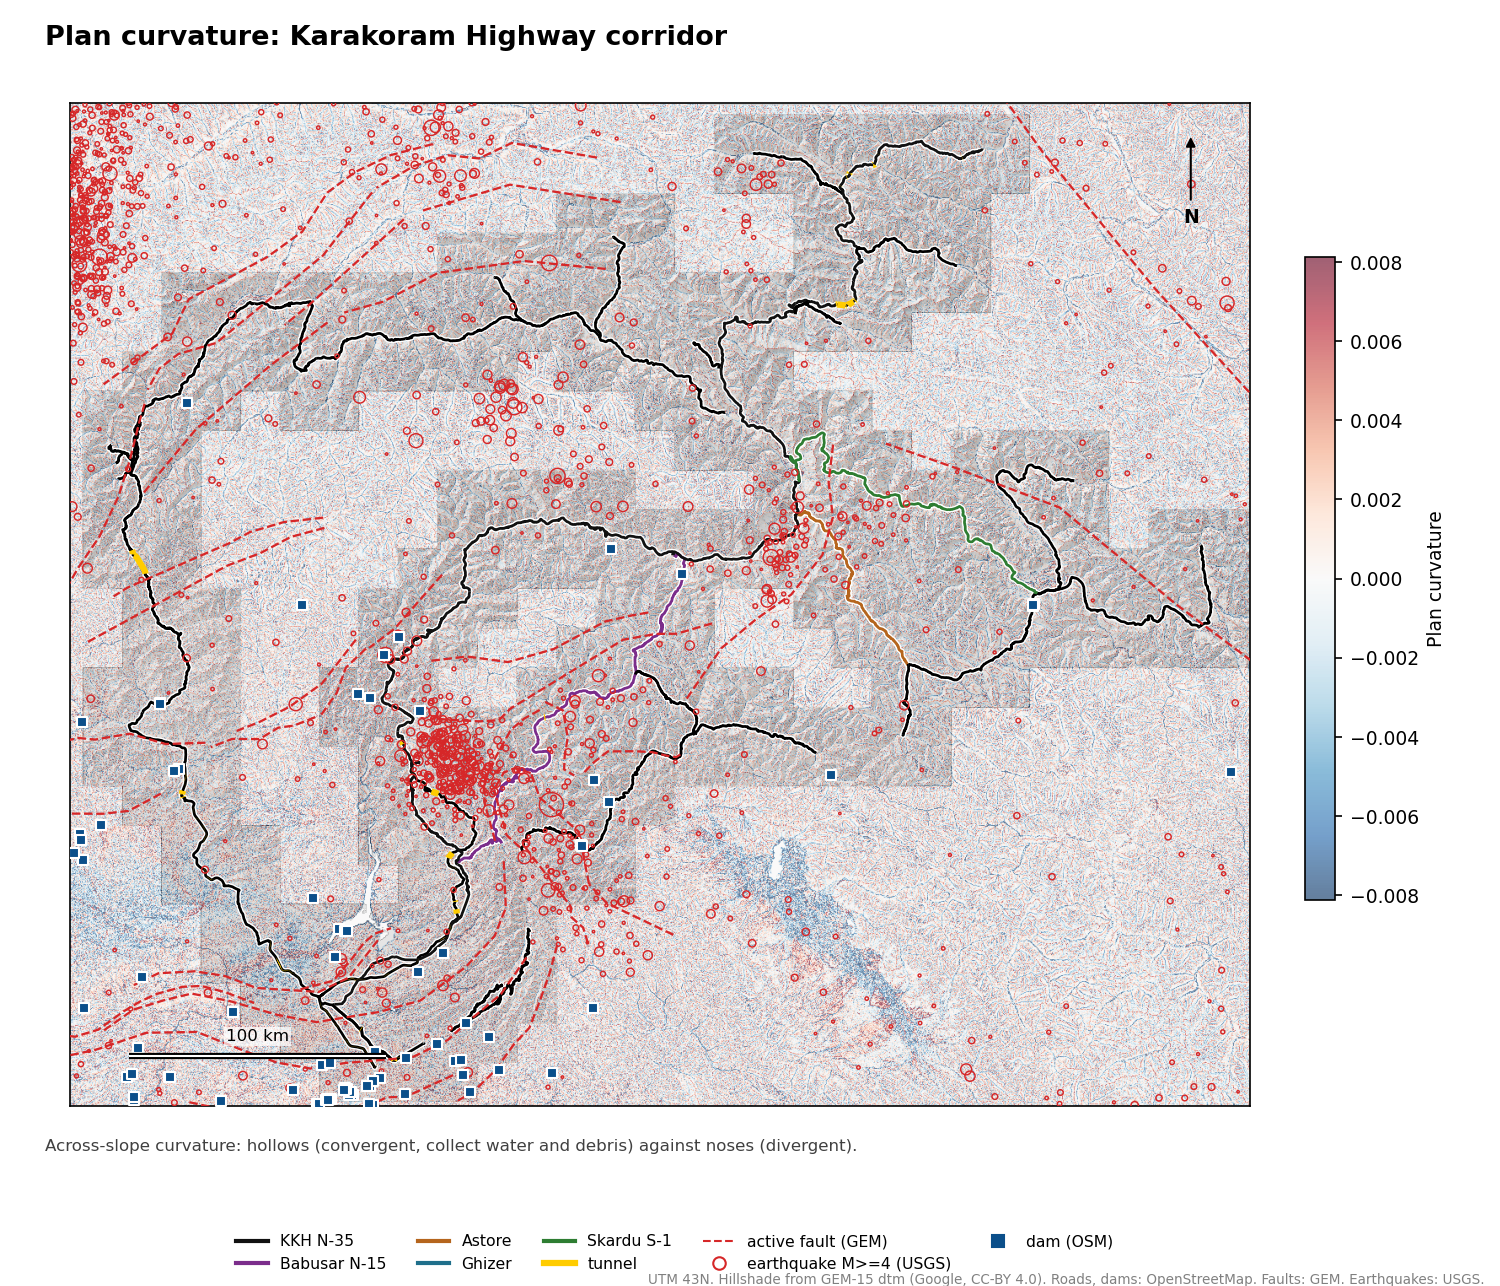 Plan curvature: Karakoram Highway corridor
N
100 km
0.008
0.006
0.004
0.002
0.000
−0.002
−0.004
−0.006
−0.008
Plan curvature
Across-slope curvature: hollows (convergent, collect water and debris) against noses (divergent).
KKH N-35
Babusar N-15
Astore
Ghizer
Skardu S-1
tunnel
active fault (GEM)
earthquake M>=4 (USGS)
dam (OSM)
UTM 43N. Hillshade from GEM-15 dtm (Google, CC-BY 4.0). Roads, dams: OpenStreetMap. Faults: GEM. Earthquakes: USGS.